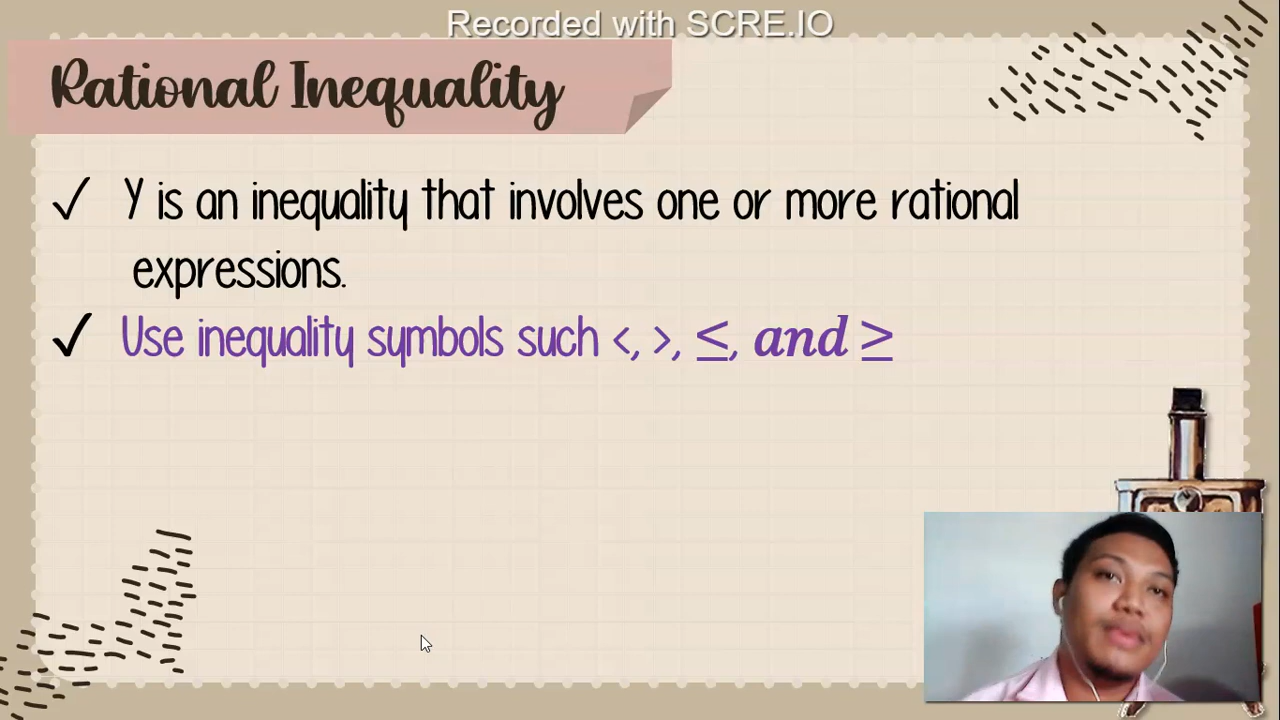 Recorded with SCRE.IO
Rational Inequality
✓ Y is an inequality that involves one or more rational
expressions.
✓ Use inequality symbols such <, >, ≤, and ≥